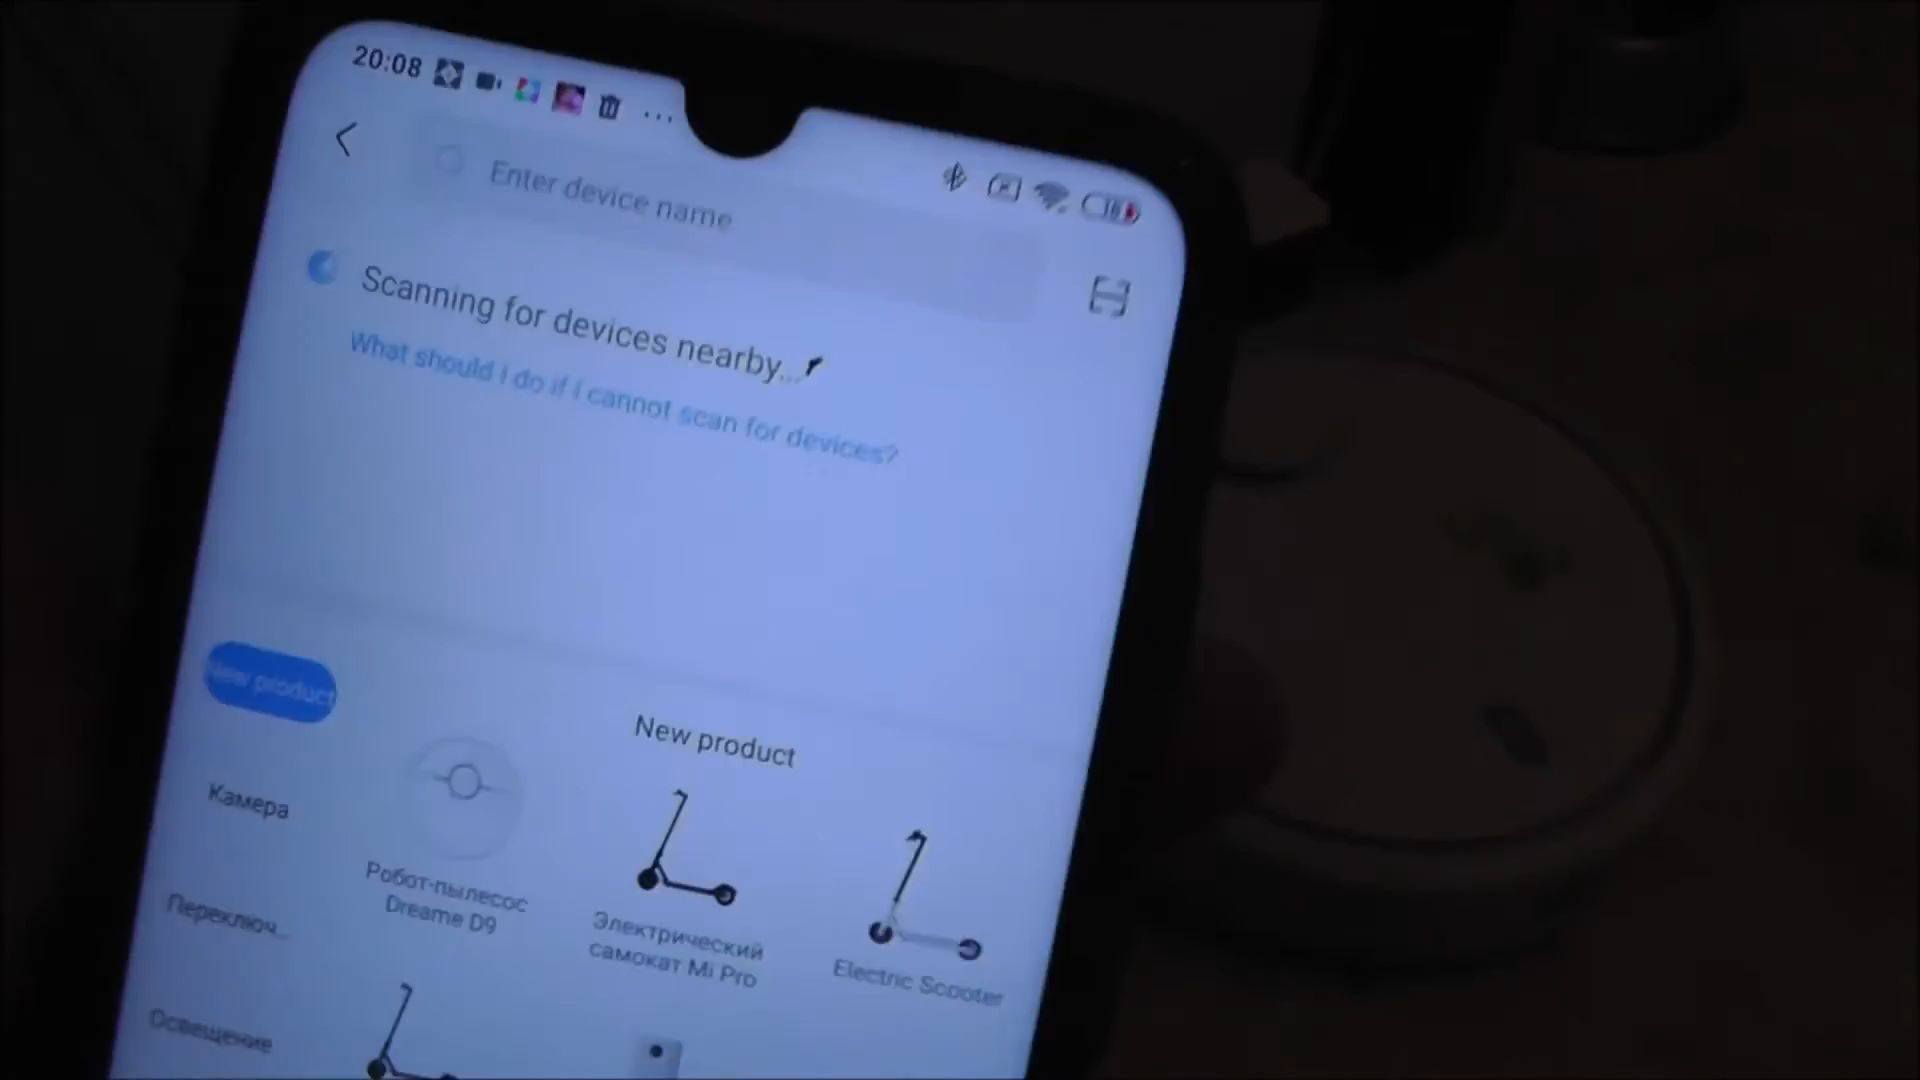 20:08
Enter device name
Scanning for devices nearby...
What should I do if I cannot scan for devices?
New product
New product
Камера
Робот-пылесос
Dreame D9
Электрический
самокат Mi Pro
Electric Scooter
Переключ...
Освещение